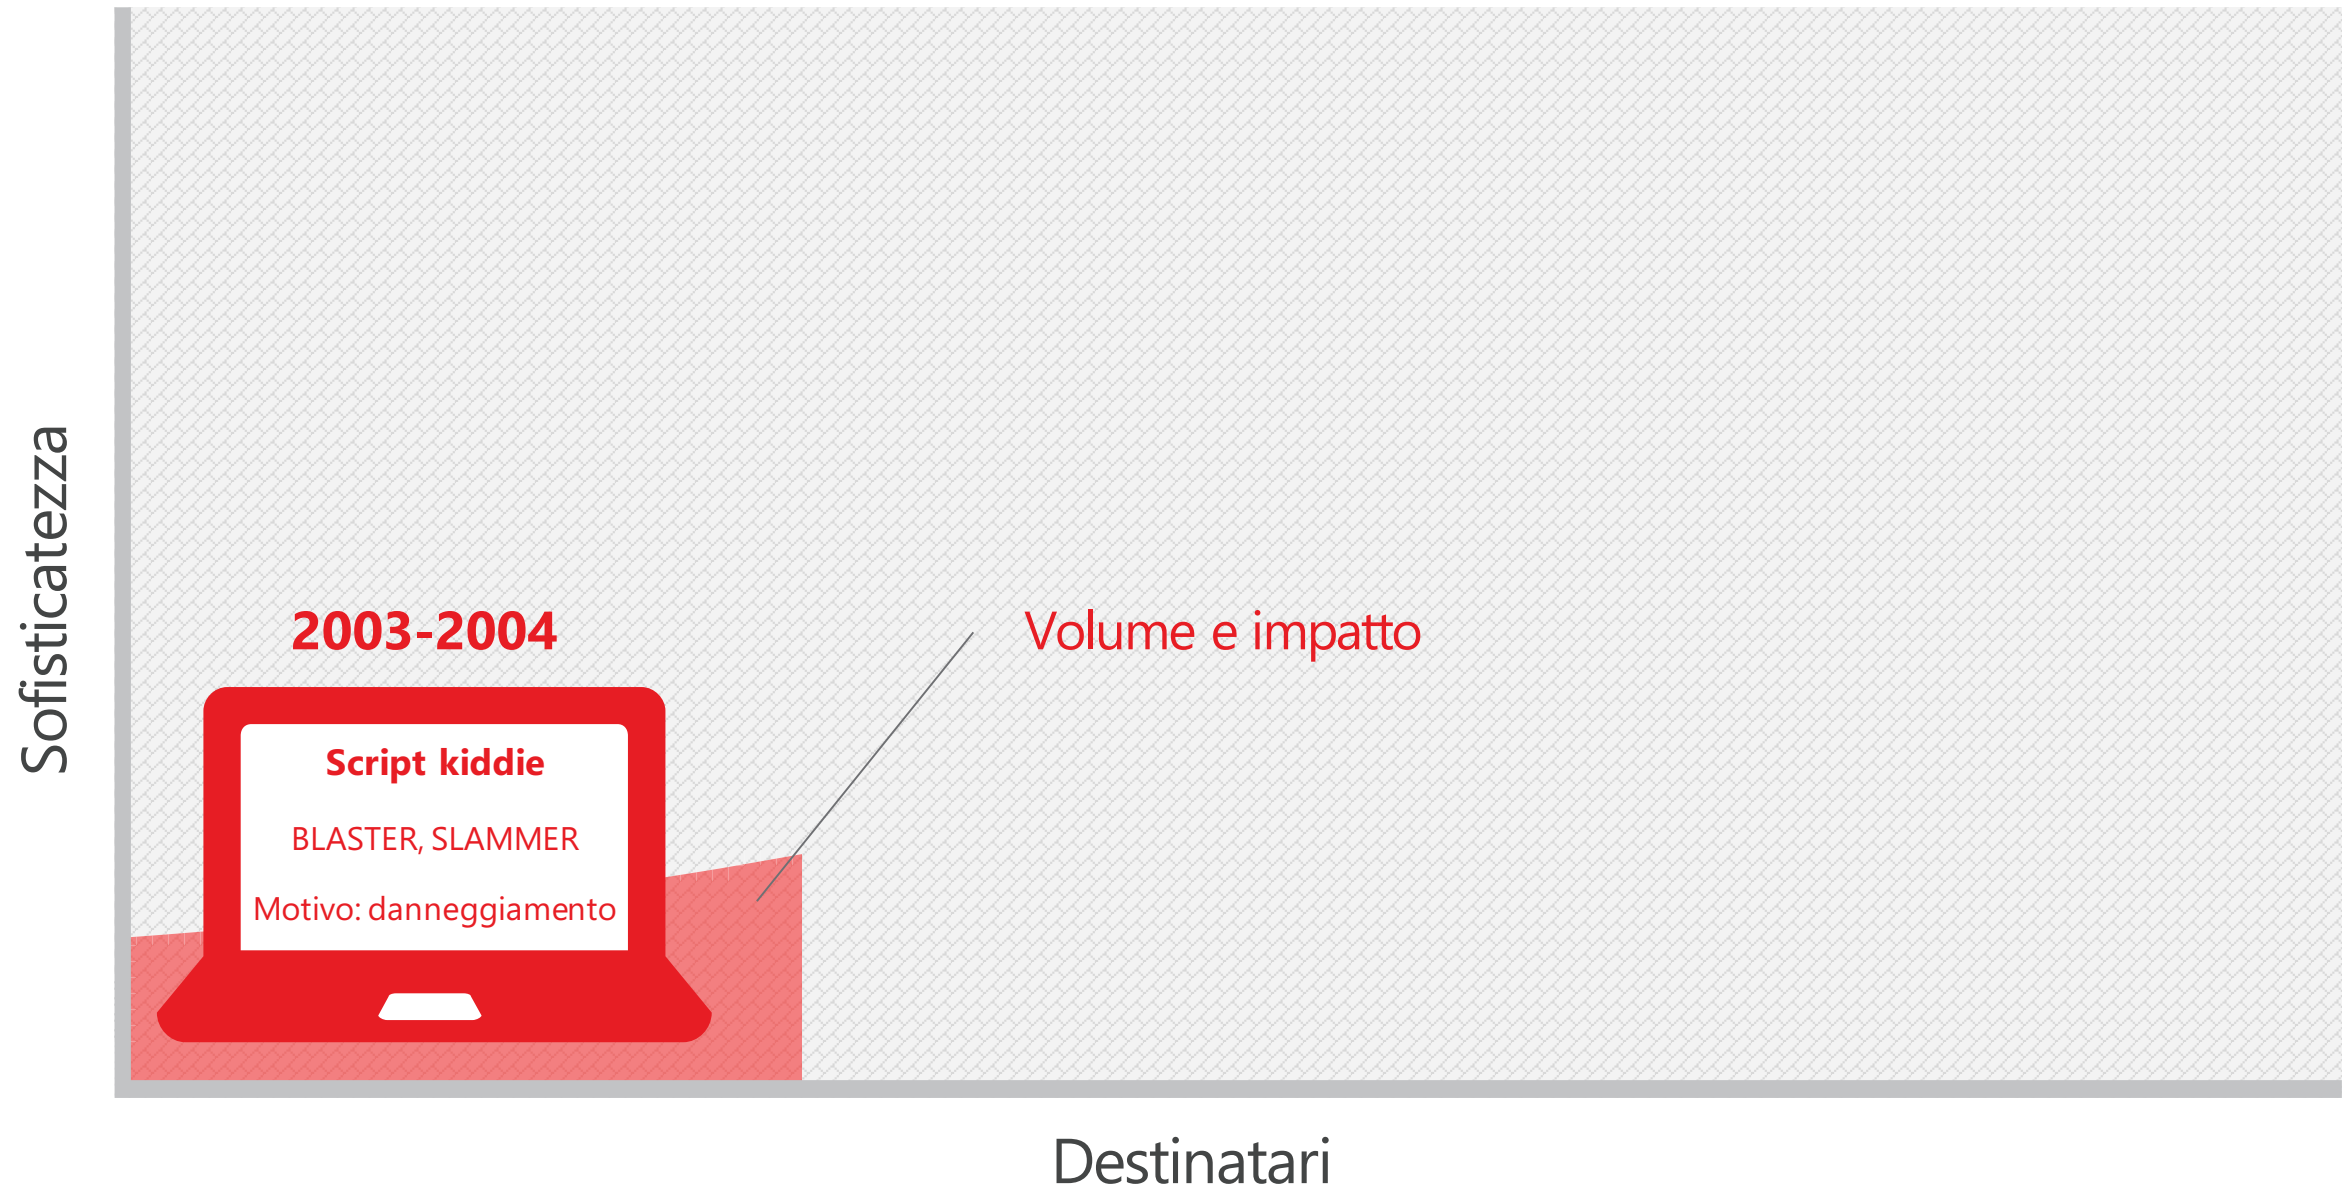 Sofisticatezza
2003-2004
Volume e impatto
Script kiddie
BLASTER, SLAMMER
Motivo: danneggiamento
Destinatari